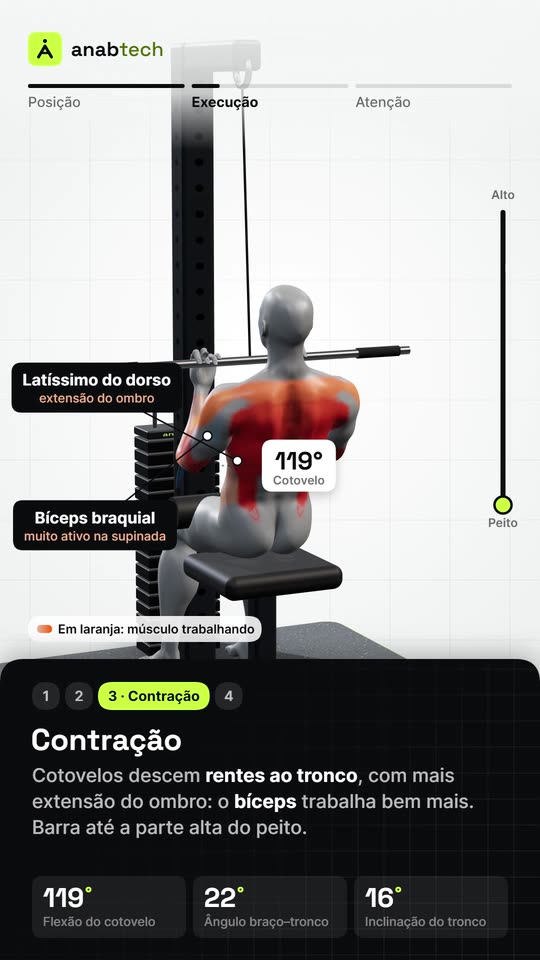 anabtech
Posição
Execução
Atenção
Alto
Latíssimo do dorso
extensão do ombro
119°
Cotovelo
Bíceps braquial
muito ativo na supinada
Peito
Em laranja: músculo trabalhando
1
2
3 · Contração
4
Contração
Cotovelos descem rentes ao tronco, com mais
extensão do ombro: o bíceps trabalha bem mais.
Barra até a parte alta do peito.
119°
Flexão do cotovelo
22°
Ângulo braço–tronco
16°
Inclinação do tronco